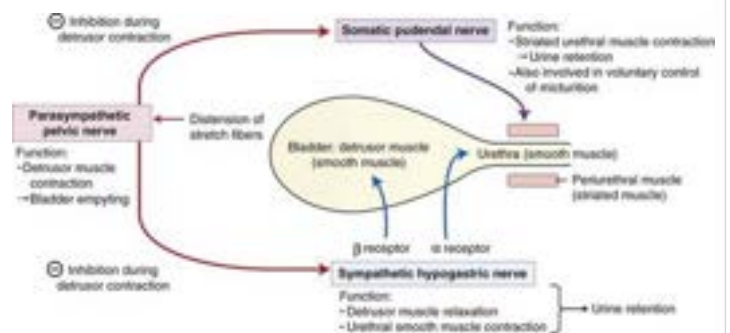 ⊖ Inhibition during
detrusor contraction
Somatic pudendal nerve
Function:
-Striated urethral muscle contraction
→Urine retention
-Also involved in voluntary control
of micturition
Parasympathetic
pelvic nerve
Distension of
stretch fibers
Function:
-Detrusor muscle
contraction
→Bladder empyting
Bladder: detrusor muscle
(smooth muscle)
Urethra (smooth muscle)
Periurethral muscle
(striated muscle)
β receptor
α receptor
⊖ Inhibition during
detrusor contraction
Sympathetic hypogastric nerve
Function:
-Detrusor muscle relaxation
-Urethral smooth muscle contraction
Urine retention